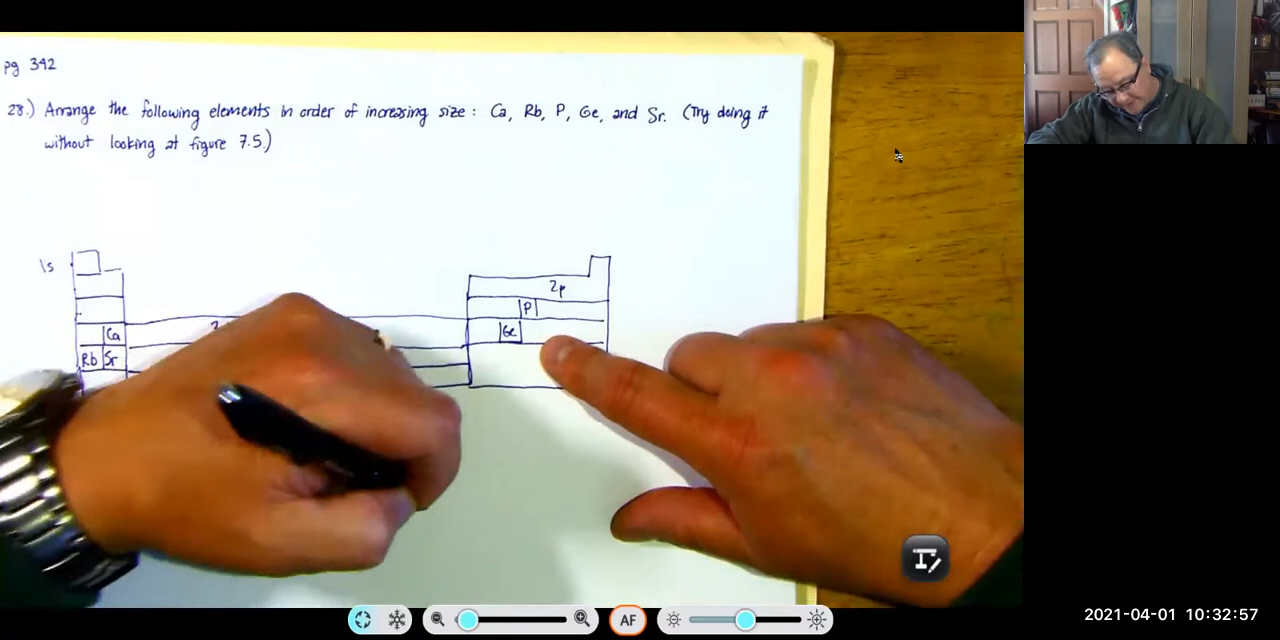 pg 342
28.) Arrange the following elements in order of increasing size : Ca, Rb, P, Ge, and Sr. (Try doing it
without looking at figure 7.5.)
1s
2p
P
Ca
Ge
Rb Sr
AF
2021-04-01 10:32:57